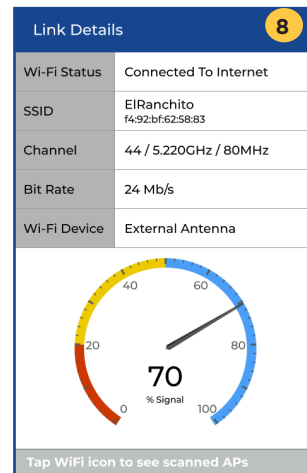 Link Details
8
Wi-Fi Status Connected To Internet
SSID ElRanchito
f4:92:bf:62:58:83
Channel 44 / 5.220GHz / 80MHz
Bit Rate 24 Mb/s
Wi-Fi Device External Antenna
40 60
20 80
70
% Signal
0 100
Tap WiFi icon to see scanned APs